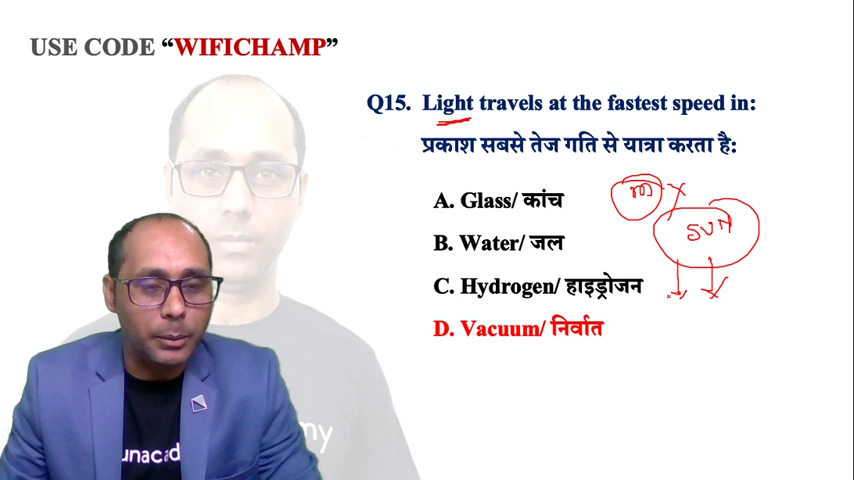 USE CODE “WIFICHAMP”
Q15. Light travels at the fastest speed in:
प्रकाश सबसे तेज गति से यात्रा करता है:
A. Glass/ कांच
m
B. Water/ जल
SUN
C. Hydrogen/ हाइड्रोजन
D. Vacuum/ निर्वात
unacad
my